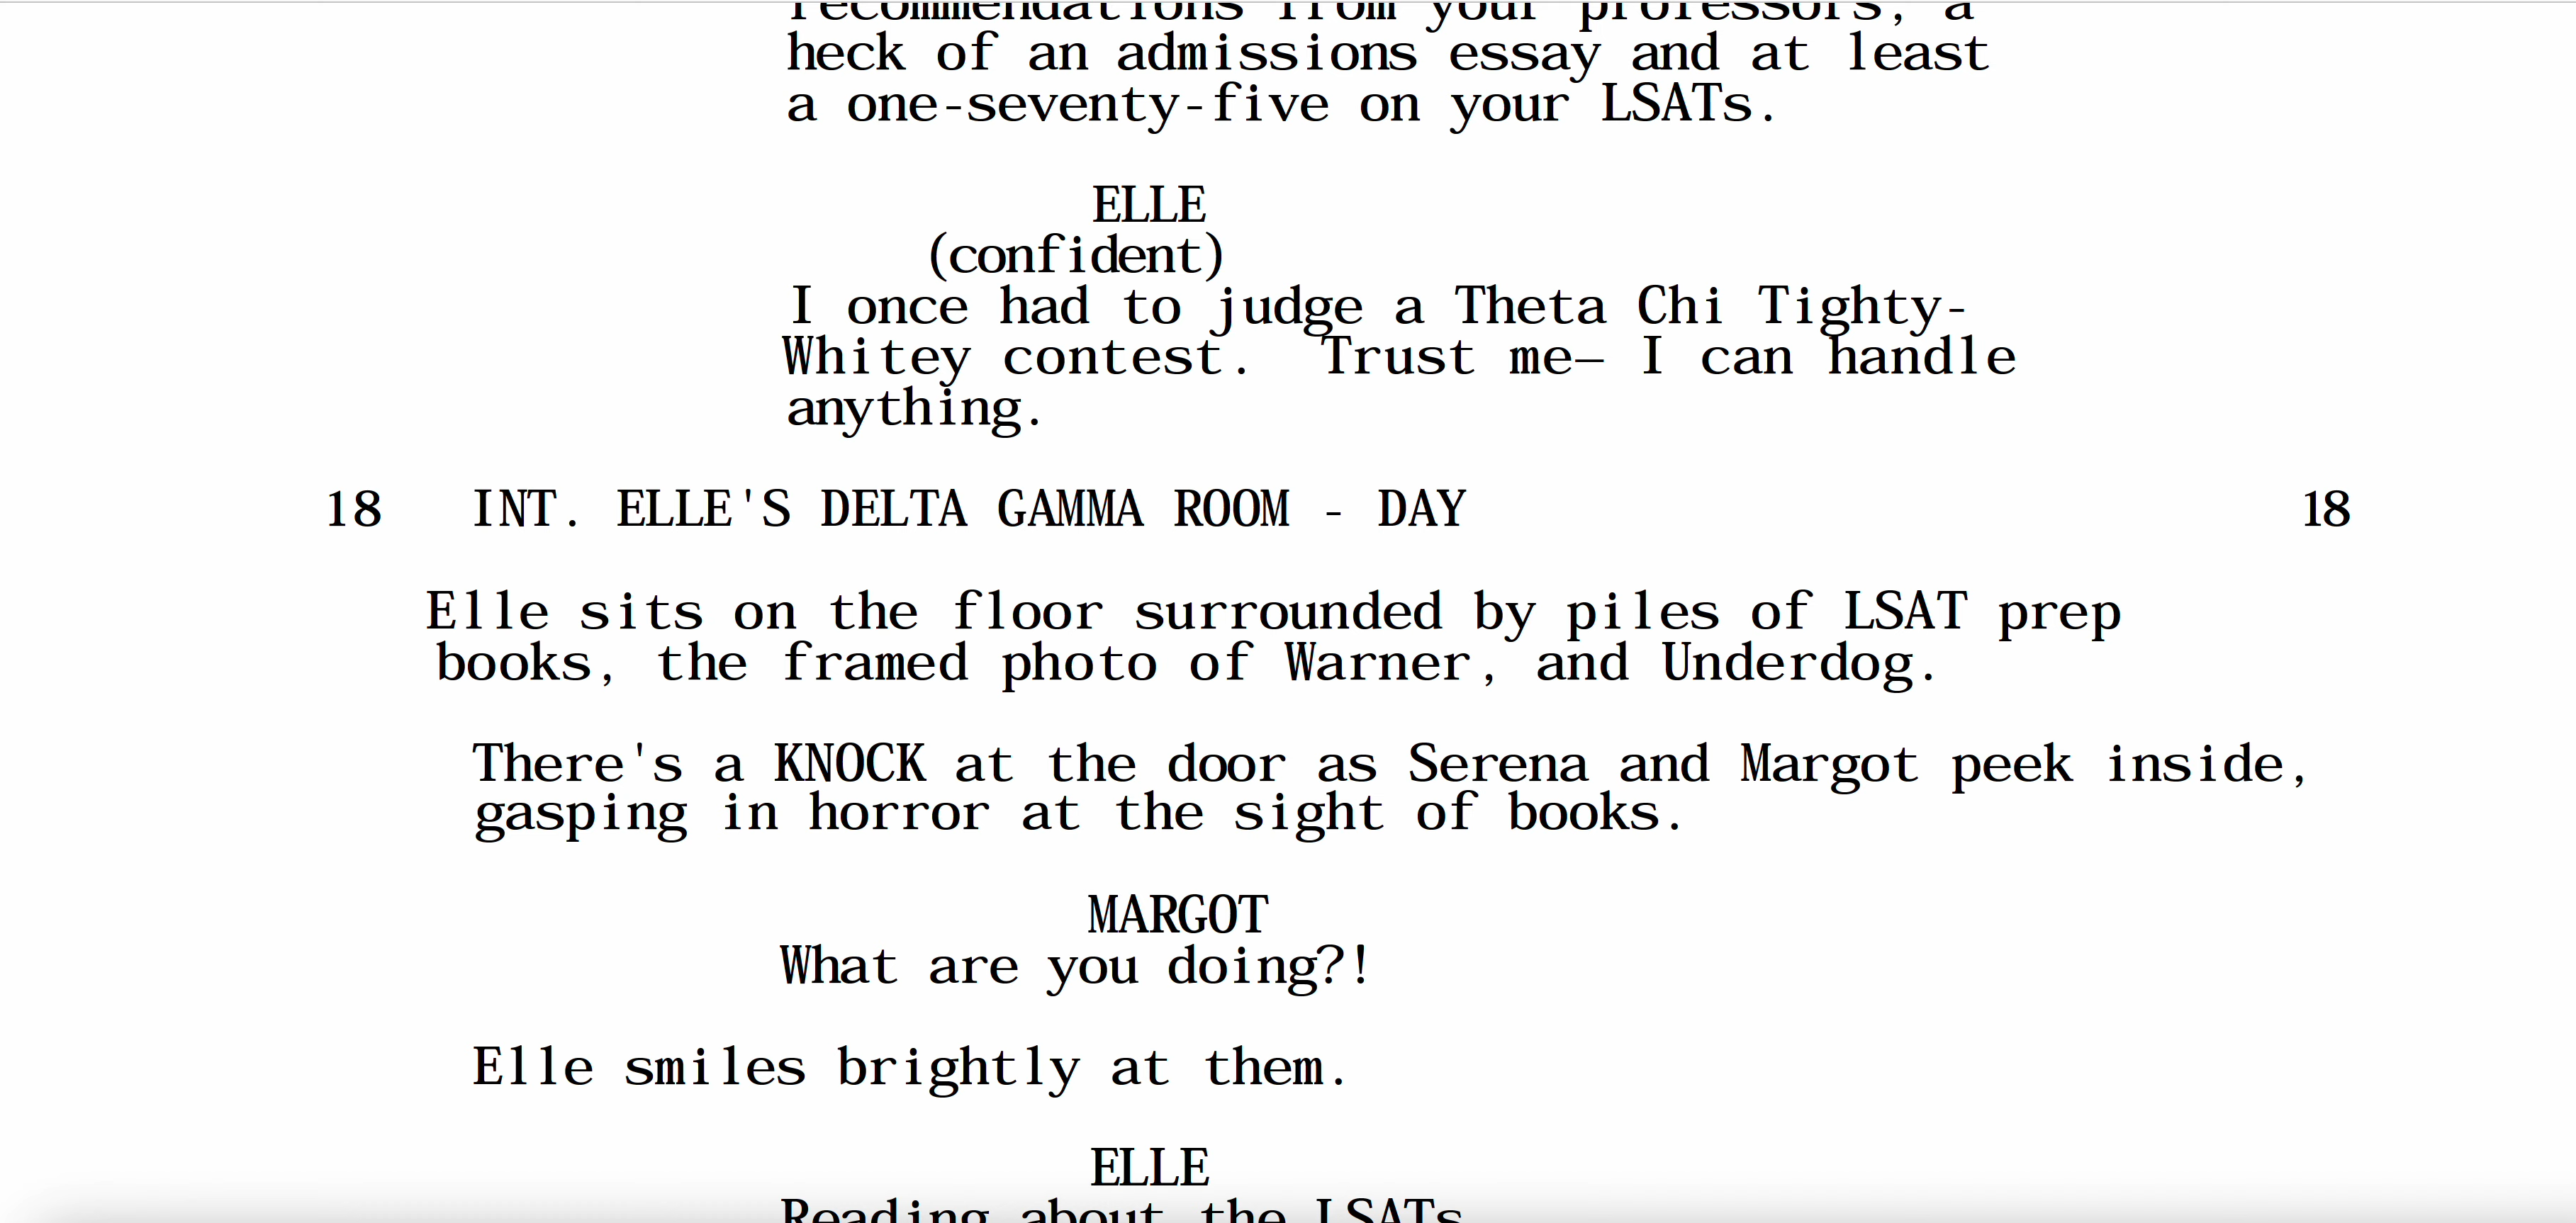 recommendations from your professors, a
heck of an admissions essay and at least
a one-seventy-five on your LSATs.
ELLE
(confident)
I once had to judge a Theta Chi Tighty-
Whitey contest.  Trust me— I can handle
anything.
18 INT. ELLE'S DELTA GAMMA ROOM - DAY 18
Elle sits on the floor surrounded by piles of LSAT prep
books, the framed photo of Warner, and Underdog.
There's a KNOCK at the door as Serena and Margot peek inside,
gasping in horror at the sight of books.
MARGOT
What are you doing?!
Elle smiles brightly at them.
ELLE
Reading about the LSATs